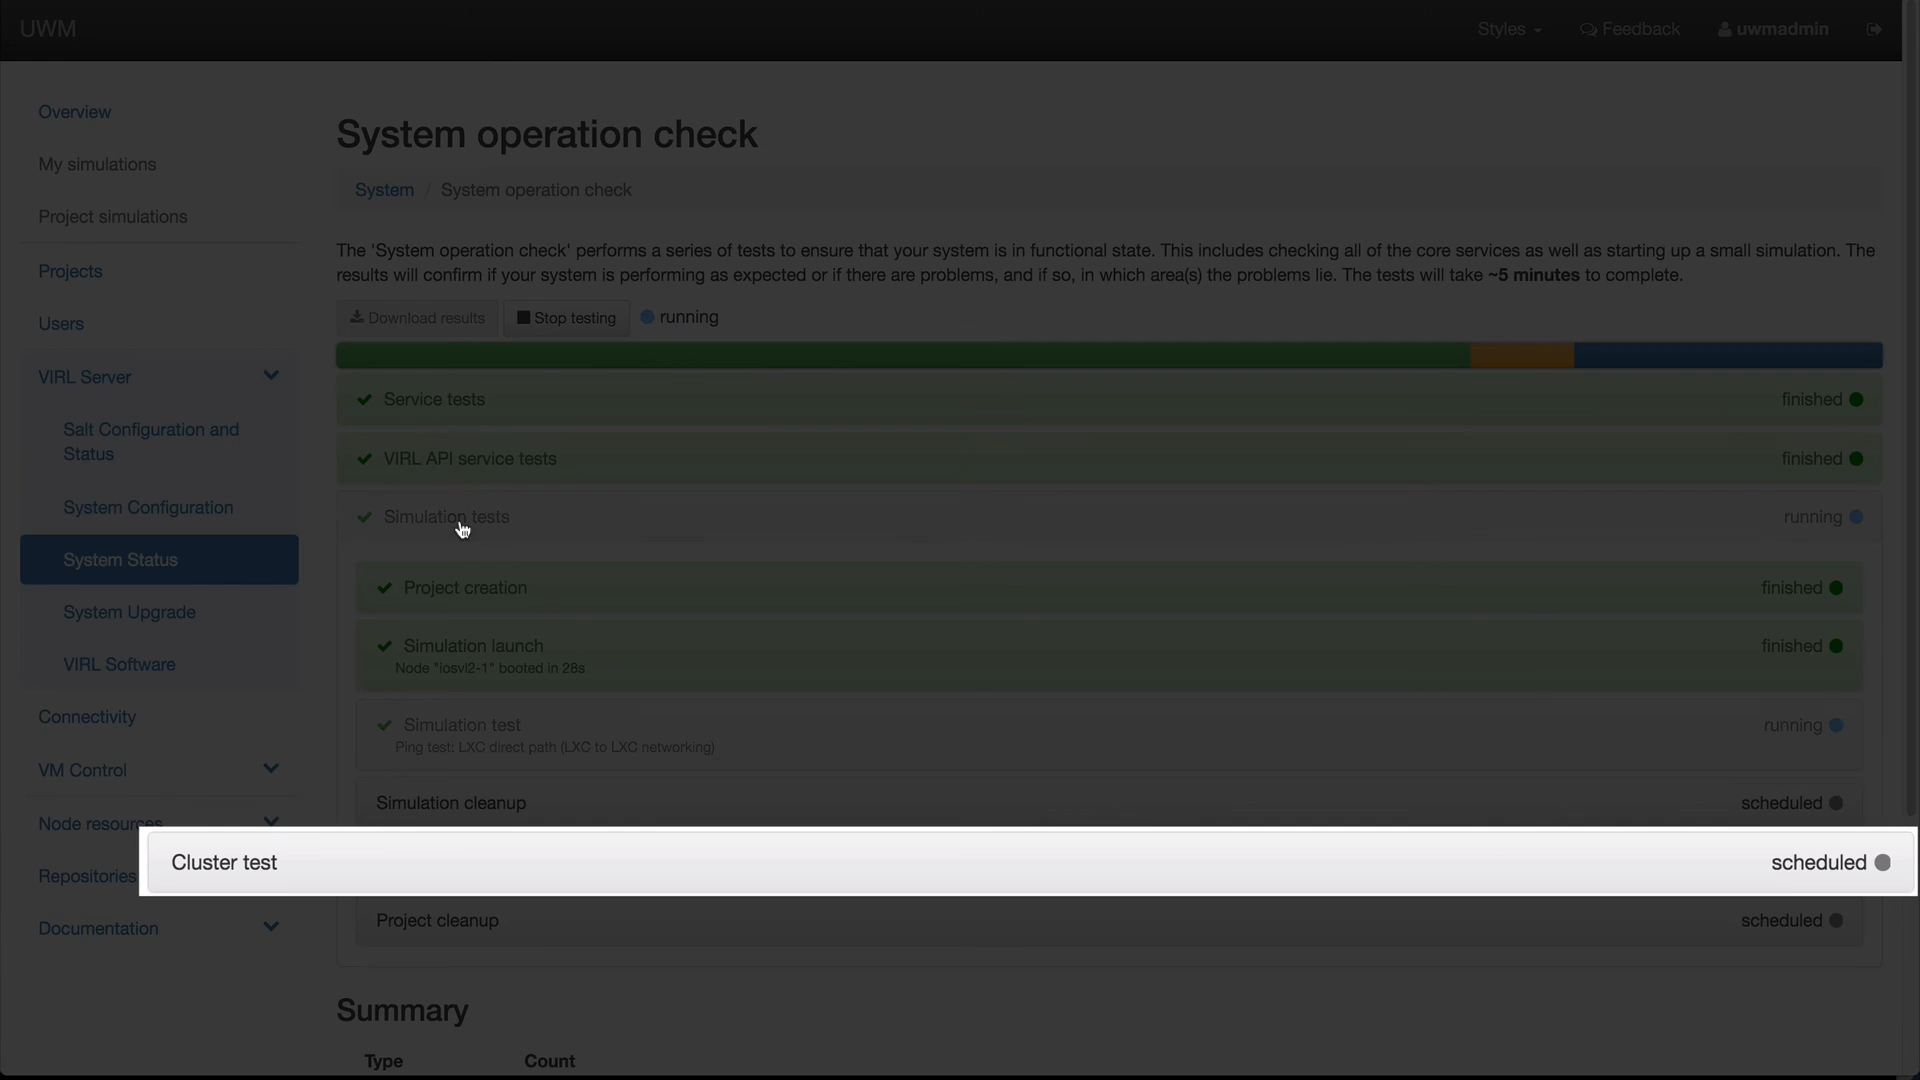 UWM
Styles
Feedback
uwmadmin
Overview
My simulations
Project simulations
Projects
Users
VIRL Server
Salt Configuration and
Status
System Configuration
System Status
System Upgrade
VIRL Software
Connectivity
VM Control
Node resources
Repositories
Documentation
System operation check
System / System operation check
The 'System operation check' performs a series of tests to ensure that your system is in functional state. This includes checking all of the core services as well as starting up a small simulation. The
results will confirm if your system is performing as expected or if there are problems, and if so, in which area(s) the problems lie. The tests will take ~5 minutes to complete.
Download results Stop testing running
Service tests finished
VIRL API service tests finished
Simulation tests running
Project creation finished
Simulation launch finished
Node "iosvl2-1" booted in 28s
Simulation test running
Ping test: LXC direct path (LXC to LXC networking)
Simulation cleanup scheduled
Cluster test scheduled
Project cleanup scheduled
Summary
Type Count